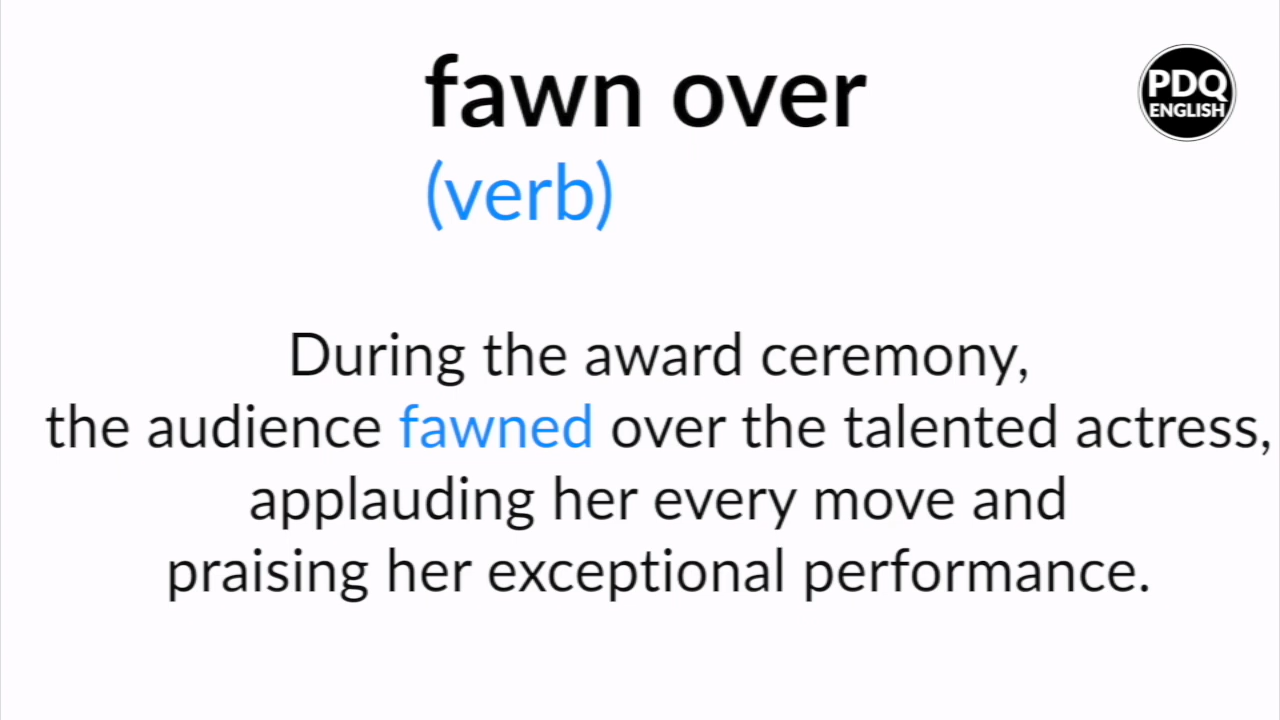 fawn over
(verb)
PDQ
ENGLISH
During the award ceremony,
the audience fawned over the talented actress,
applauding her every move and
praising her exceptional performance.